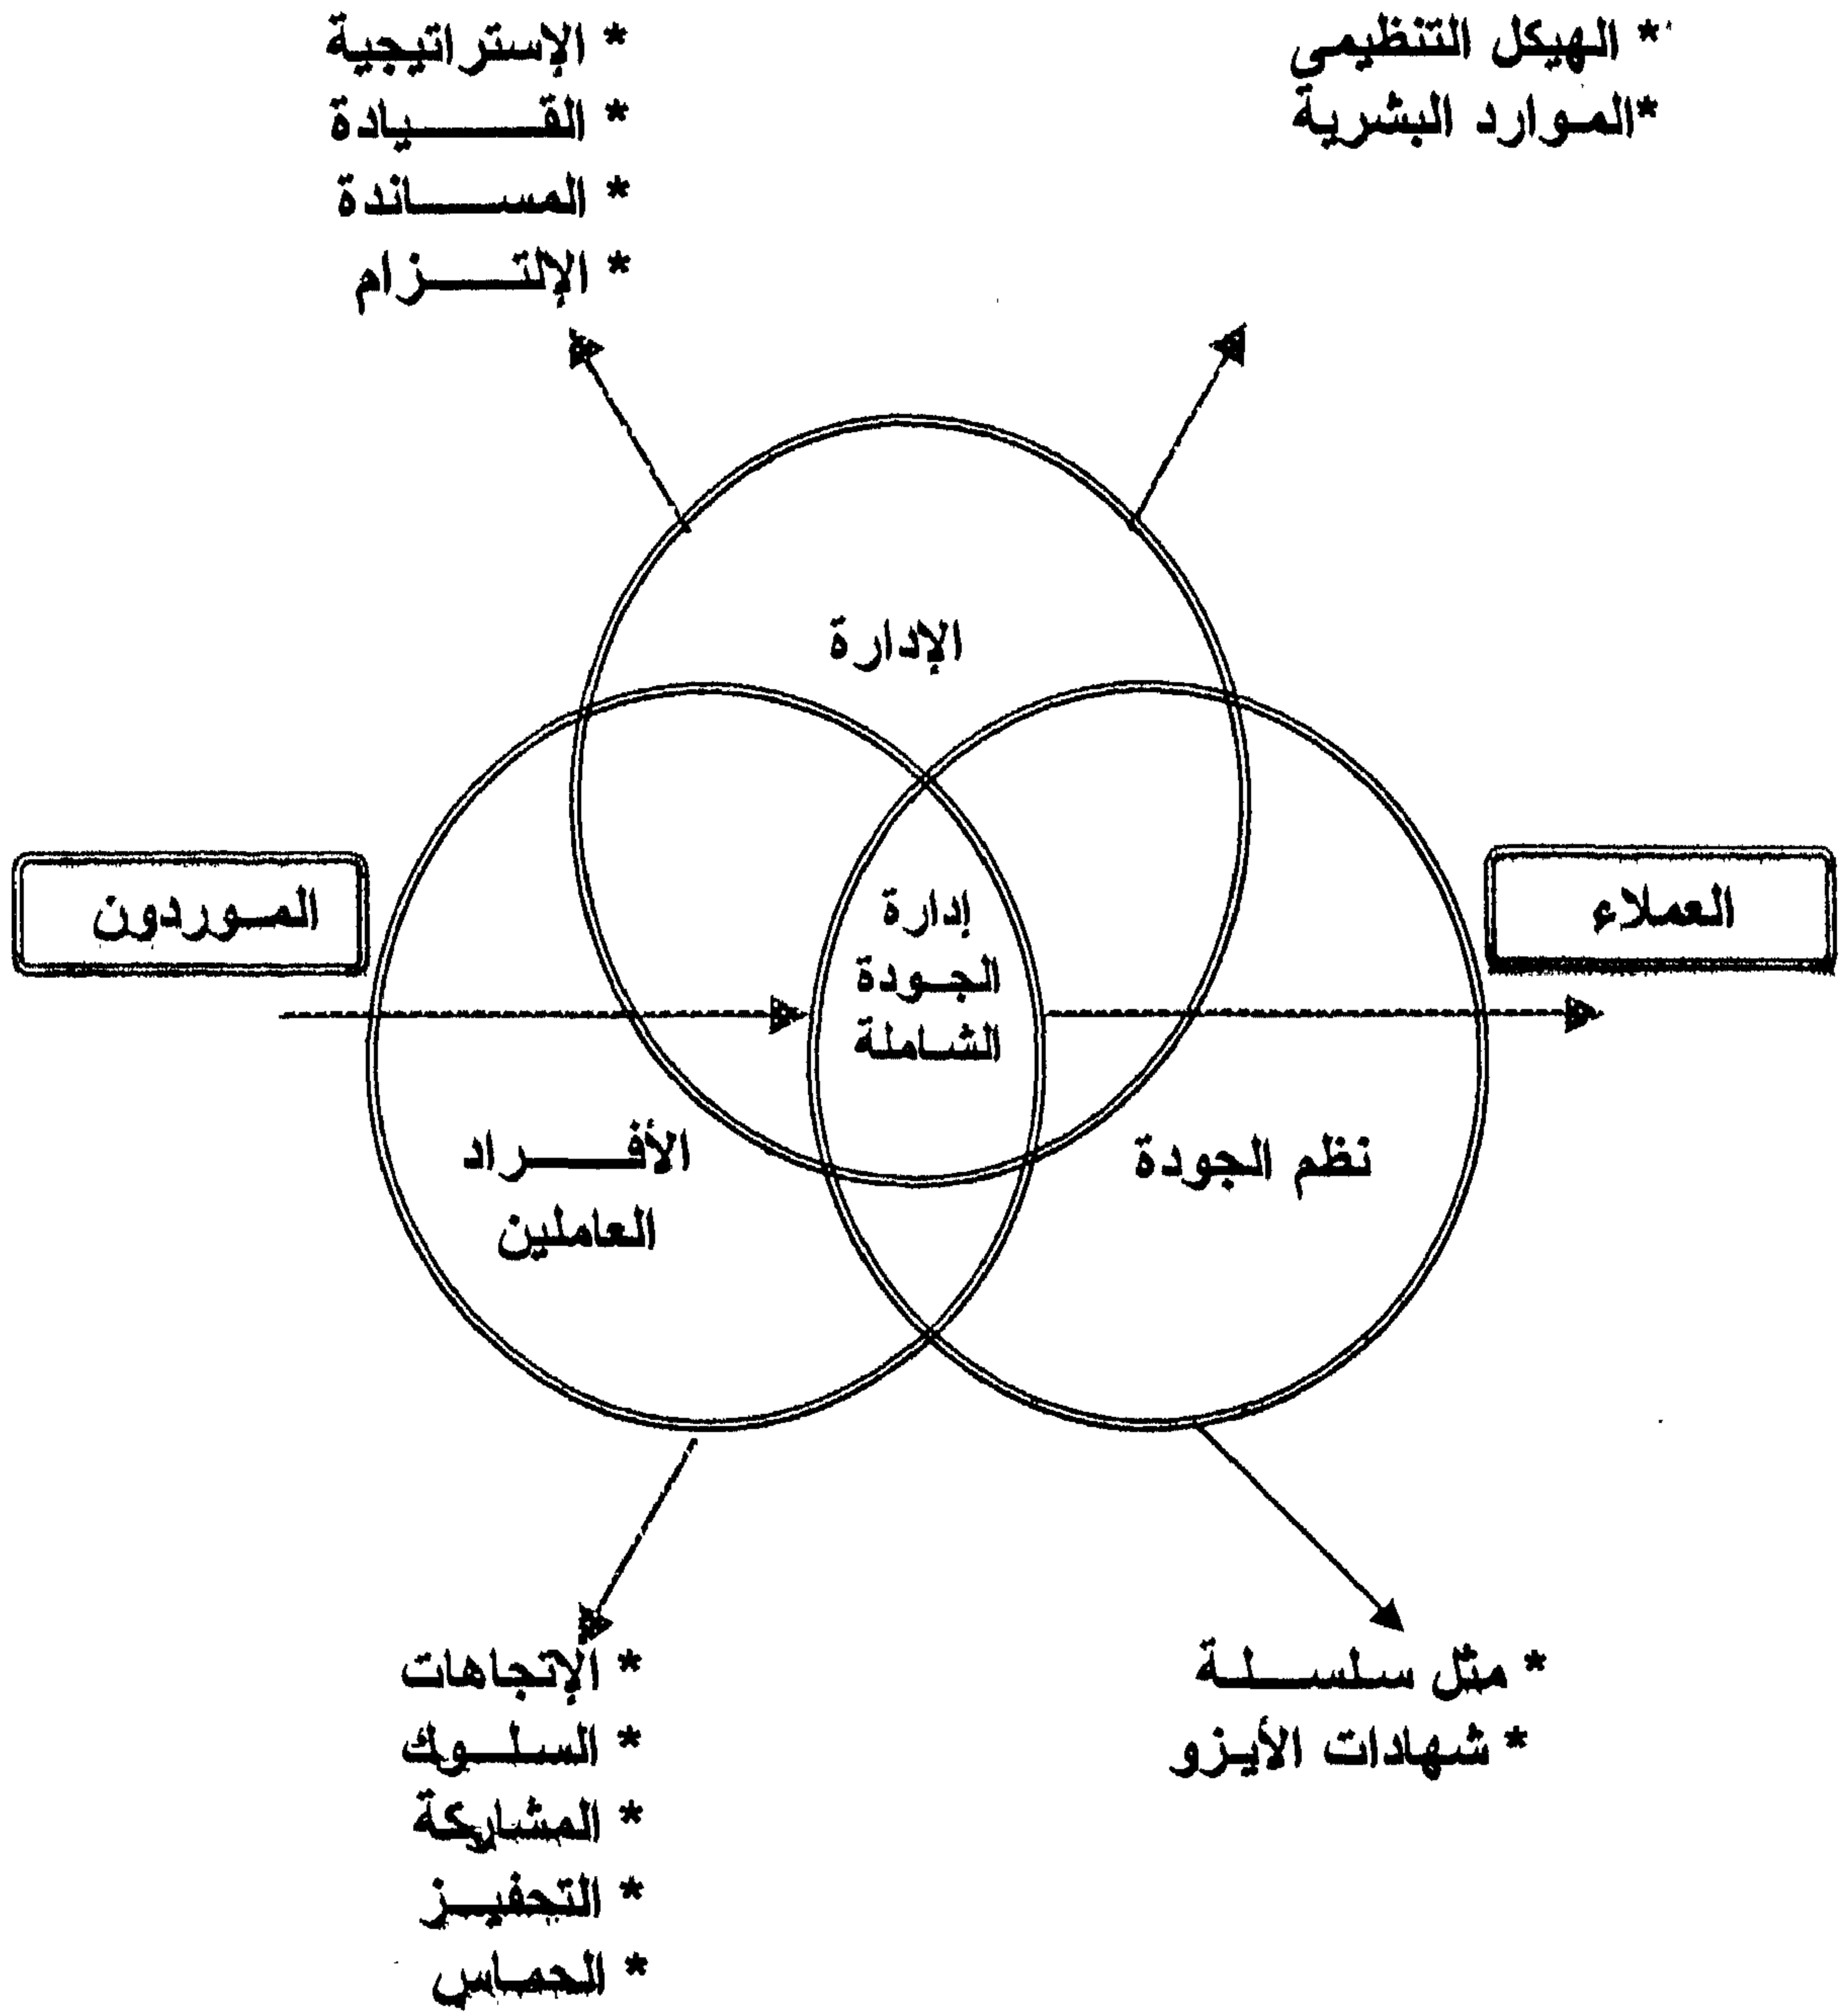 * الهيكل التنظيمى
*الموارد البشرية
* الإستراتيجية
* القيادة
* المساندة
* الإلتزام
الإدارة
العملاء
الموردون
إدارة
الجودة
الشاملة
نظم الجودة
الأفراد
العاملين
* مثل سلسلة
* شهادات الأيزو
* الإتجاهات
* السلوك
* المشاركة
* التحفيز
* الحماس